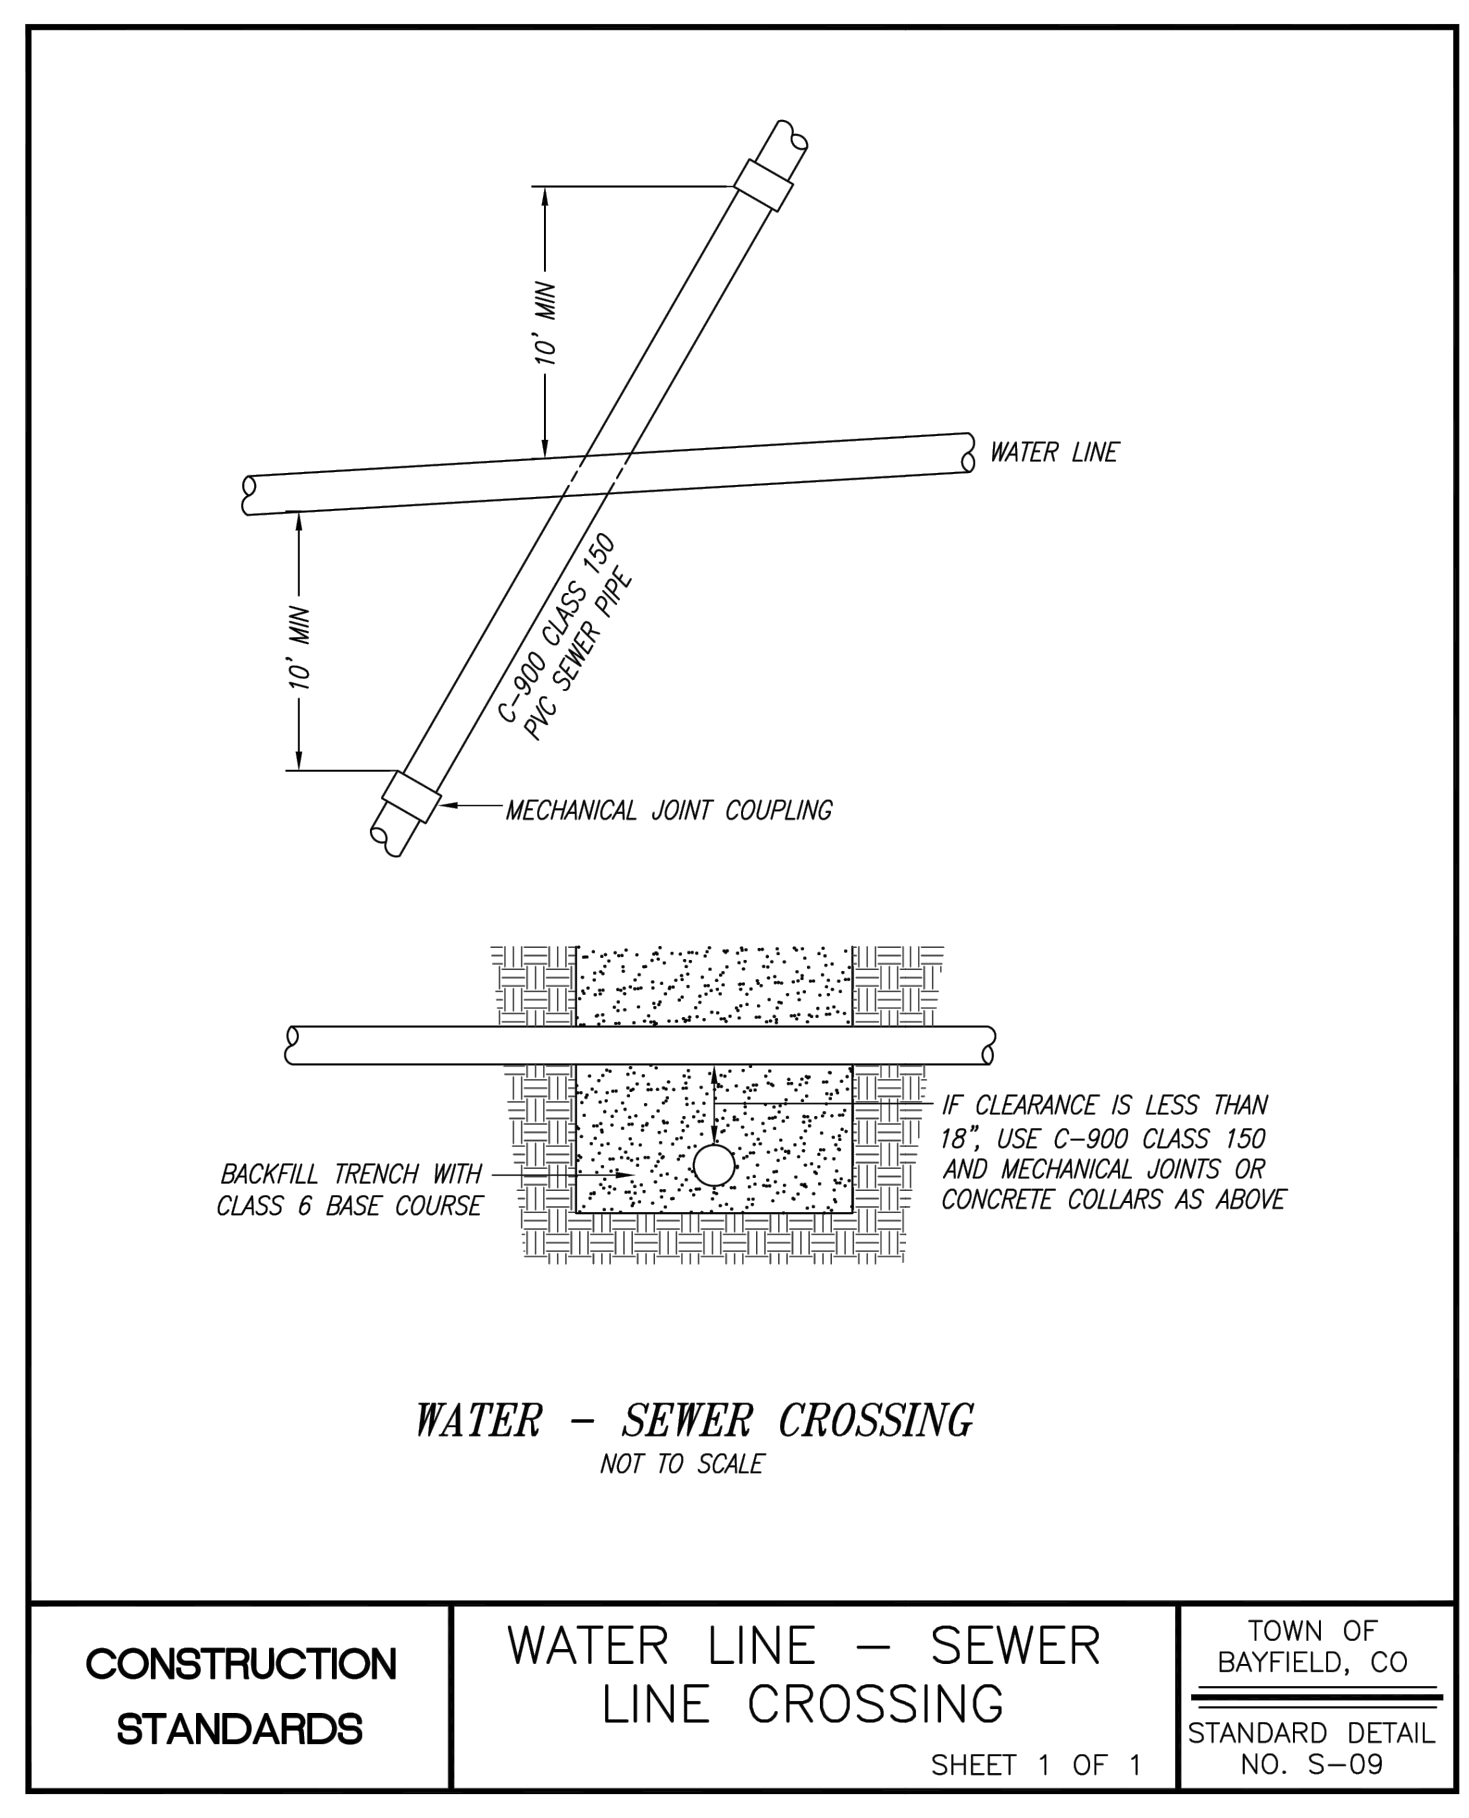 10' MIN
WATER LINE
10' MIN
C-900 CLASS 150
PVC SEWER PIPE
MECHANICAL JOINT COUPLING
IF CLEARANCE IS LESS THAN
18", USE C-900 CLASS 150
AND MECHANICAL JOINTS OR
CONCRETE COLLARS AS ABOVE
BACKFILL TRENCH WITH
CLASS 6 BASE COURSE
WATER - SEWER CROSSING
NOT TO SCALE
CONSTRUCTION
STANDARDS
WATER LINE - SEWER
LINE CROSSING
SHEET 1 OF 1
TOWN OF
BAYFIELD, CO
STANDARD DETAIL
NO. S-09